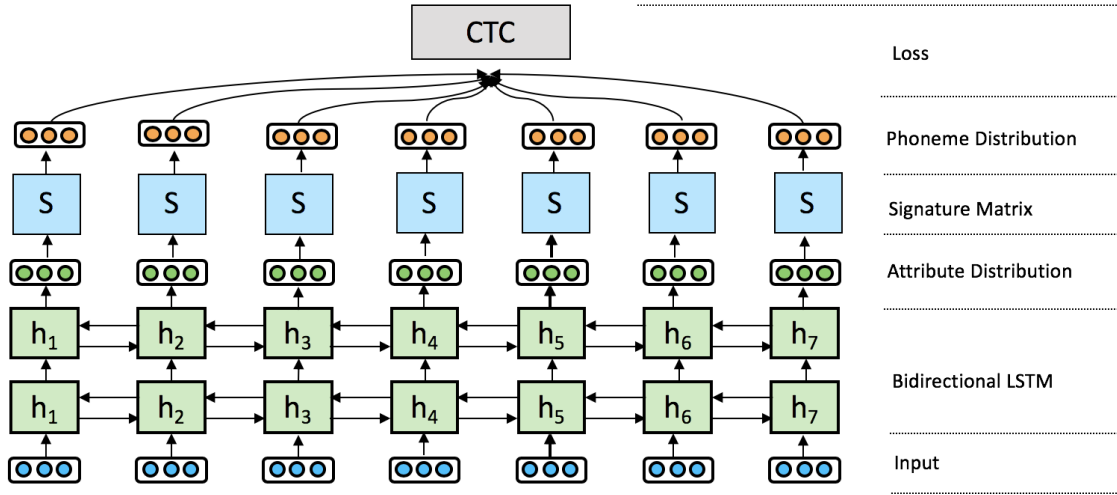 CTC
Loss
Phoneme Distribution
S S S S S S S
Signature Matrix
Attribute Distribution
h₁ h₂ h₃ h₄ h₅ h₆ h₇
Bidirectional LSTM
h₁ h₂ h₃ h₄ h₅ h₆ h₇
Input